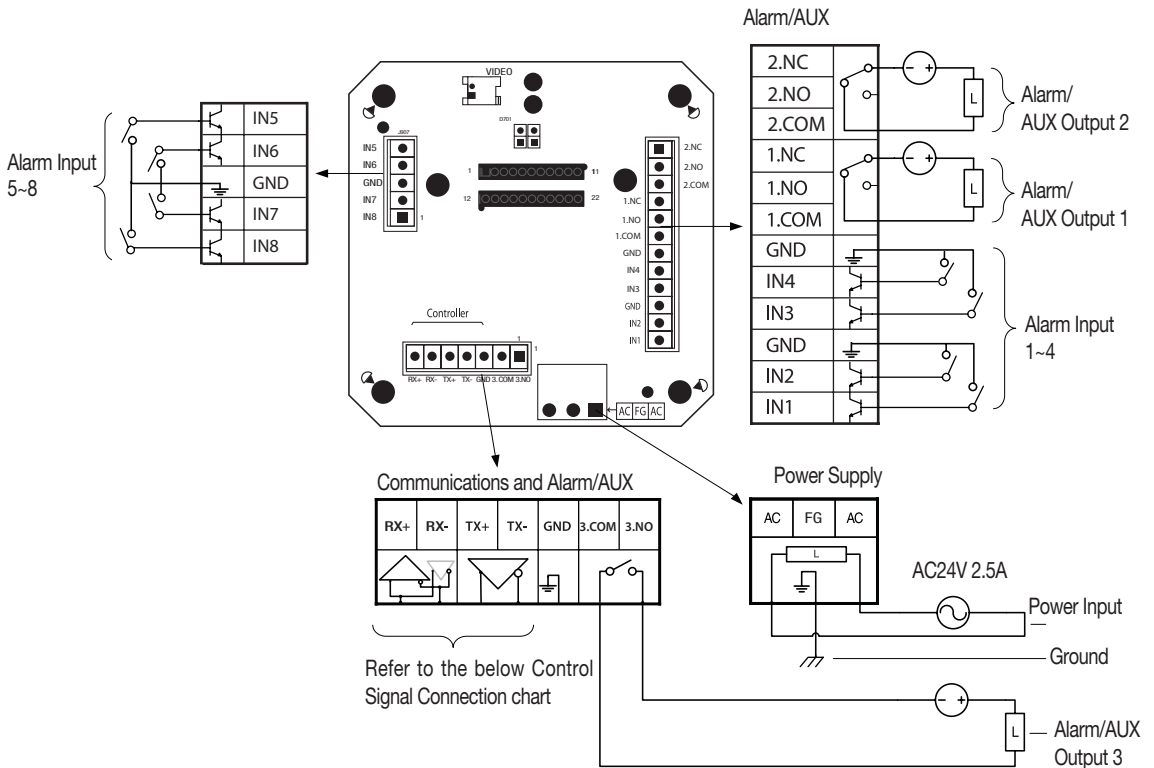 Alarm/AUX
2.NC
2.NO
2.COM
1.NC
1.NO
1.COM
GND
IN4
IN3
GND
IN2
IN1
L
Alarm/
AUX Output 2
L
Alarm/
AUX Output 1
Alarm Input
1~4
Alarm Input
5~8
IN5
IN6
GND
IN7
IN8
VIDEO
D701
J907
IN5
IN6
GND
IN7
IN8
1
1
11
12
22
2.NC
2.NO
2.COM
1.NC
1.NO
1.COM
GND
IN4
IN3
GND
IN2
IN1
Controller
1
1
RX+ RX- TX+ TX- GND 3.COM 3.NO
AC FG AC
Communications and Alarm/AUX
RX+ RX- TX+ TX- GND 3.COM 3.NO
Refer to the below Control
Signal Connection chart
Power Supply
AC FG AC
L
AC24V 2.5A
Power Input
Ground
L
Alarm/AUX
Output 3